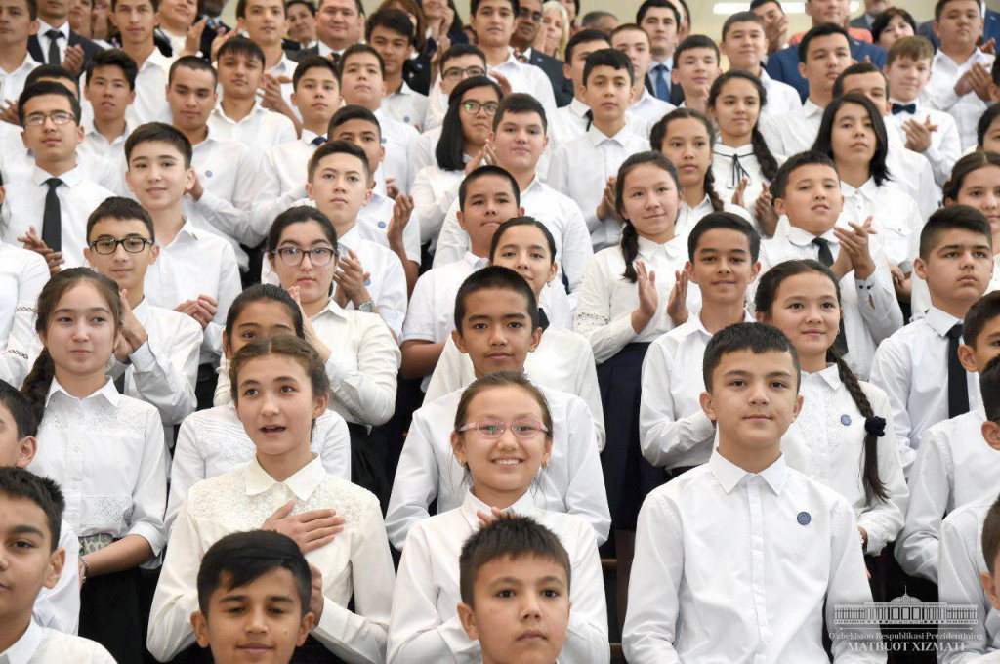 O'zbekiston Respublikasi Prezidentining
MATBUOT XIZMATI